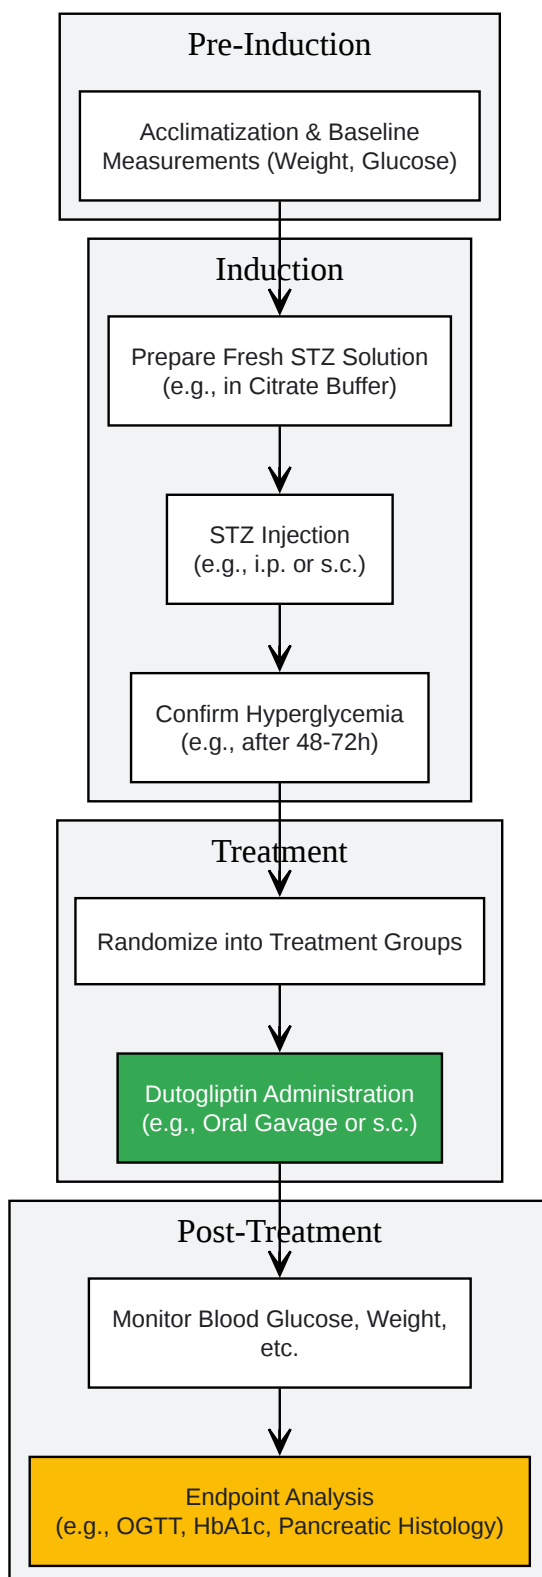 Pre-Induction
Acclimatization & Baseline
Measurements (Weight, Glucose)
Induction
Prepare Fresh STZ Solution
(e.g., in Citrate Buffer)
STZ Injection
(e.g., i.p. or s.c.)
Confirm Hyperglycemia
(e.g., after 48-72h)
Treatment
Randomize into Treatment Groups
Dutogliptin Administration
(e.g., Oral Gavage or s.c.)
Post-Treatment
Monitor Blood Glucose, Weight,
etc.
Endpoint Analysis
(e.g., OGTT, HbA1c, Pancreatic Histology)